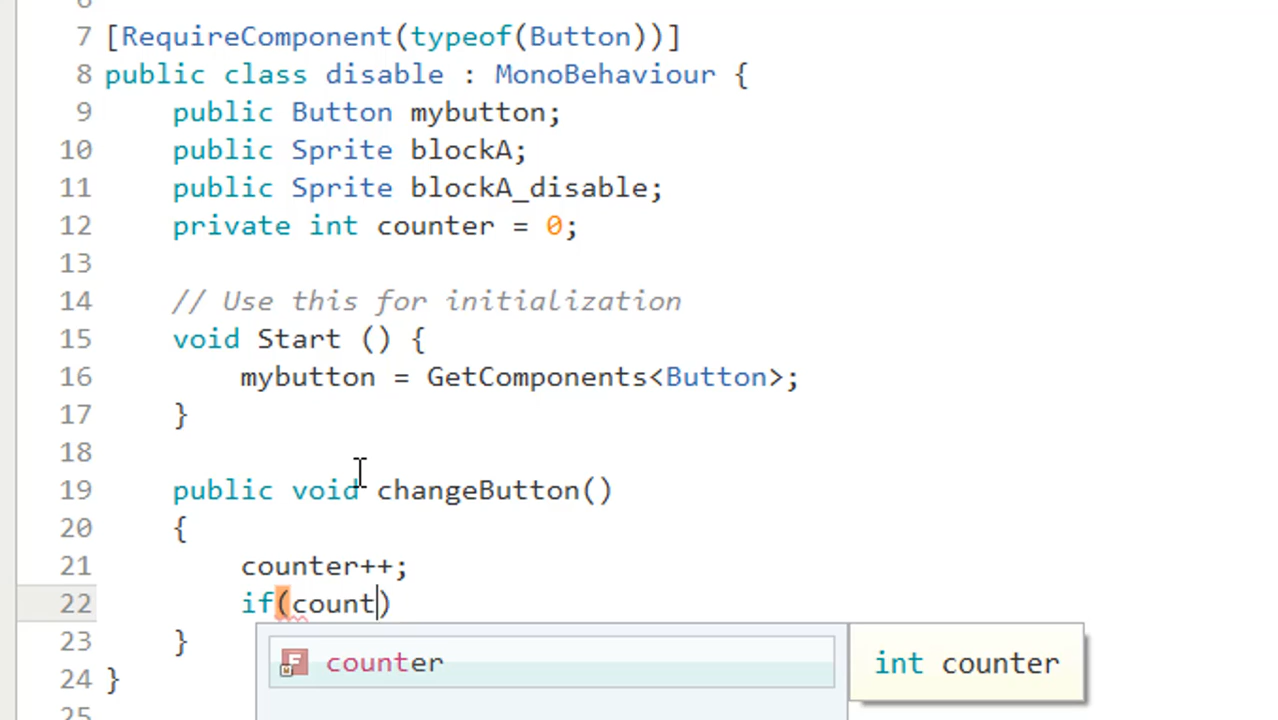 7 [RequireComponent(typeof(Button))]
8 public class disable : MonoBehaviour {
9 public Button mybutton;
10 public Sprite blockA;
11 public Sprite blockA_disable;
12 private int counter = 0;
13
14 // Use this for initialization
15 void Start () {
16 mybutton = GetComponents<Button>;
17 }
18
19 public void changeButton()
20 {
21 counter++;
22 if(count)
23 }
F counter int counter
24 }